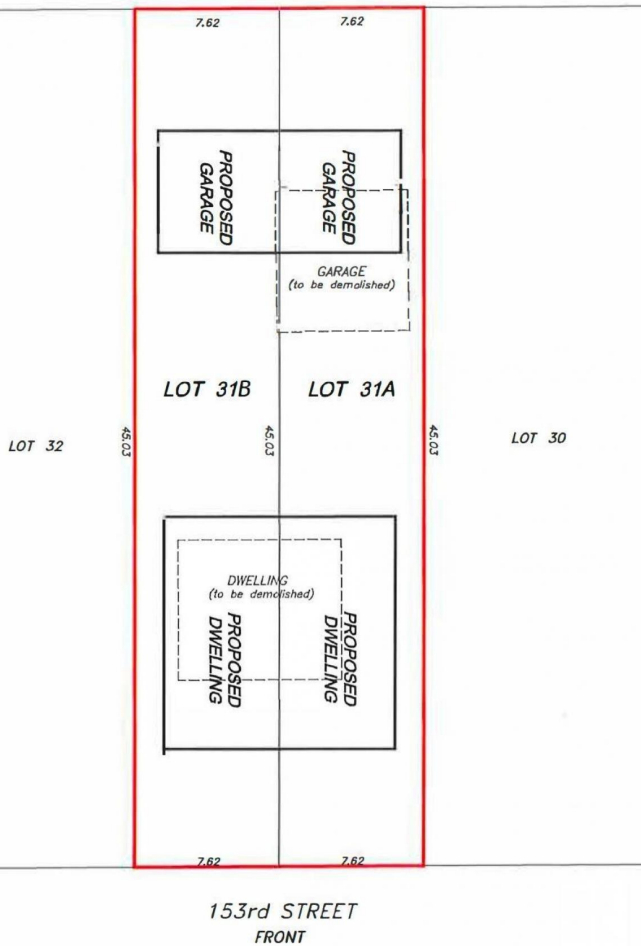 7.62
7.62
PROPOSED
GARAGE
PROPOSED
GARAGE
GARAGE
(to be demolished)
LOT 31B
LOT 31A
LOT 32
45.03
45.03
45.03
LOT 30
DWELLING
(to be demolished)
PROPOSED
DWELLING
PROPOSED
DWELLING
7.62
7.62
153rd STREET
FRONT